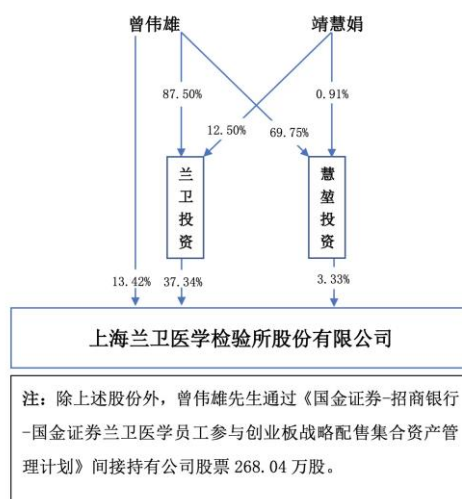 曾伟雄 靖慧娟
87.50% 0.91%
12.50% 69.75%
兰卫投资
慧堃投资
13.42% 37.34% 3.33%
上海兰卫医学检验所股份有限公司
注：除上述股份外，曾伟雄先生通过《国金证券-招商银行
-国金证券兰卫医学员工参与创业板战略配售集合资产管
理计划》间接持有公司股票 268.04 万股。